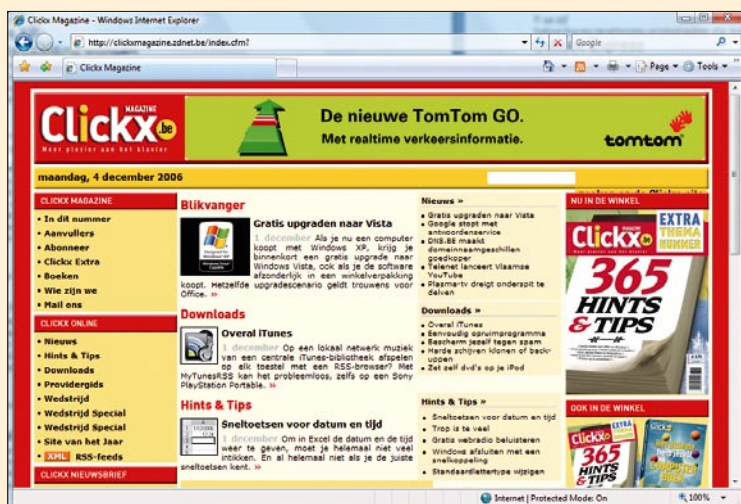 Clickx Magazine - Windows Internet Explorer
http://clickxmagazine.zdnet.be/index.cfm?
Google
Clickx Magazine
Page
Tools
MAGAZINE
Clickx.be
Meer plezier aan het klavier
De nieuwe TomTom GO.
Met realtime verkeersinformatie.
tomtom
maandag, 4 december 2006
CLICKX MAGAZINE
• In dit nummer
• Aanvullers
• Abonneer
• Clickx Extra
• Boeken
• Wie zijn we
• Mail ons
CLICKX ONLINE
• Nieuws
• Hints & Tips
• Downloads
• Providergids
• Wedstrijd
• Wedstrijd Special
• Wedstrijd Special
• Site van het Jaar
• XML RSS-feeds
CLICKX NIEUWSBRIEF
Blikvanger
Gratis upgraden naar Vista
1 december Als je nu een computer
koopt met Windows XP, krijg je
binnenkort een gratis upgrade naar
Windows Vista, ook als je de software
afzonderlijk in een winkelverpakking
koopt. Hetzelfde upgradescenario geldt trouwens voor
Office. »
Downloads
Overal iTunes
1 december Op een lokaal netwerk muziek
van een centrale iTunes-bibliotheek afspelen
op elk toestel met een RSS-browser? Met
MyTunesRSS kan het probleemloos, zelfs op een Sony
PlayStation Portable. »
Hints & Tips
Sneltoetsen voor datum en tijd
1 december Om in Excel de datum en de tijd
weer te geven, moet je helemaal niet veel
intikken. En al helemaal niet als je de juiste
sneltoetsen kent. »
Nieuws »
• Gratis upgraden naar Vista
• Google stopt met
antwoordenservice
• DNS.BE maakt
domeinnaamgeschillen
goedkoper
• Telenet lanceert Vlaamse
YouTube
• Plasma-tv dreigt onderspit te
delven
Downloads »
• Overal iTunes
• Eenvoudig opruimprogramma
• Bescherm jezelf tegen spam
• Harde schijven klonen of back-
uppen
• Zet zelf dvd's op je iPod
Hints & Tips »
• Sneltoetsen voor datum en tijd
• Trop is te veel
• Gratis webradio beluisteren
• Windows afsluiten met een
snelkoppeling
• Standaardlettertype wijzigen
NU IN DE WINKEL
EXTRA
THEMA
NUMMER
Clickx
365
HINTS
& TIPS
OOK IN DE WINKEL
Clickx
EXTRA
365
HINTS
& TIPS
Internet | Protected Mode: On
100%